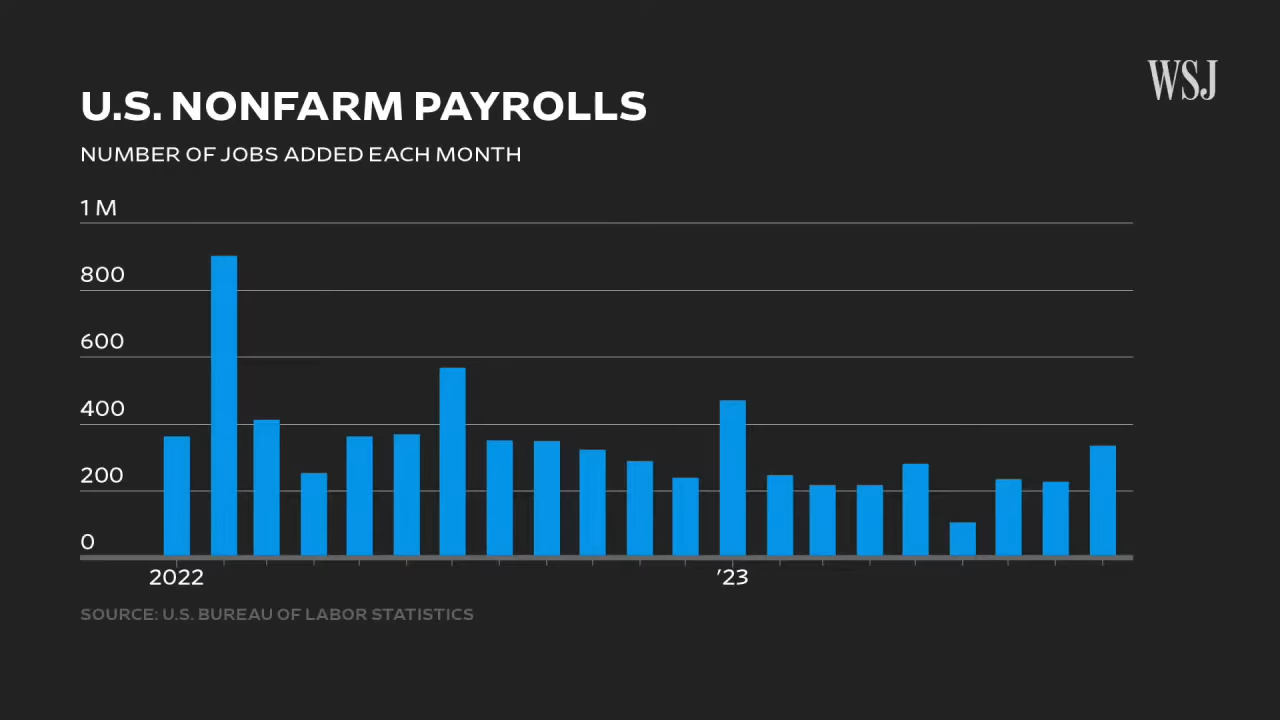 WSJ
U.S. NONFARM PAYROLLS
NUMBER OF JOBS ADDED EACH MONTH
1 M
800
600
400
200
0
2022 ’23
SOURCE: U.S. BUREAU OF LABOR STATISTICS